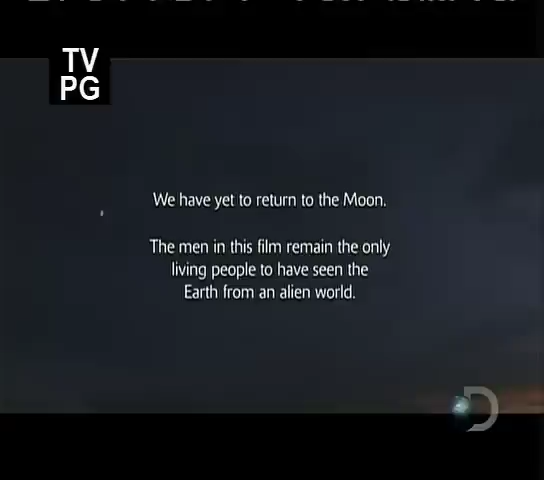 TV
PG
We have yet to return to the Moon.
The men in this film remain the only
living people to have seen the
Earth from an alien world.
D